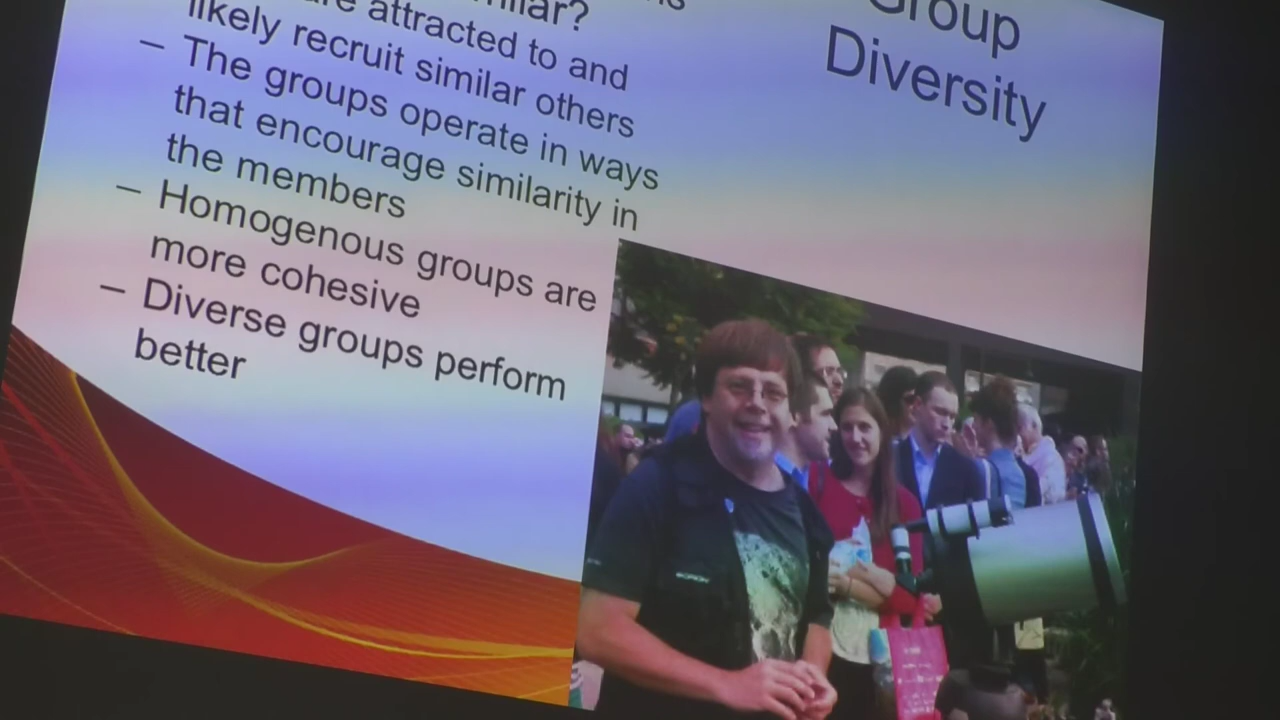 Group
Diversity
attracted to and
likely recruit similar others
– The groups operate in ways
that encourage similarity in
the members
– Homogenous groups are
more cohesive
– Diverse groups perform
better